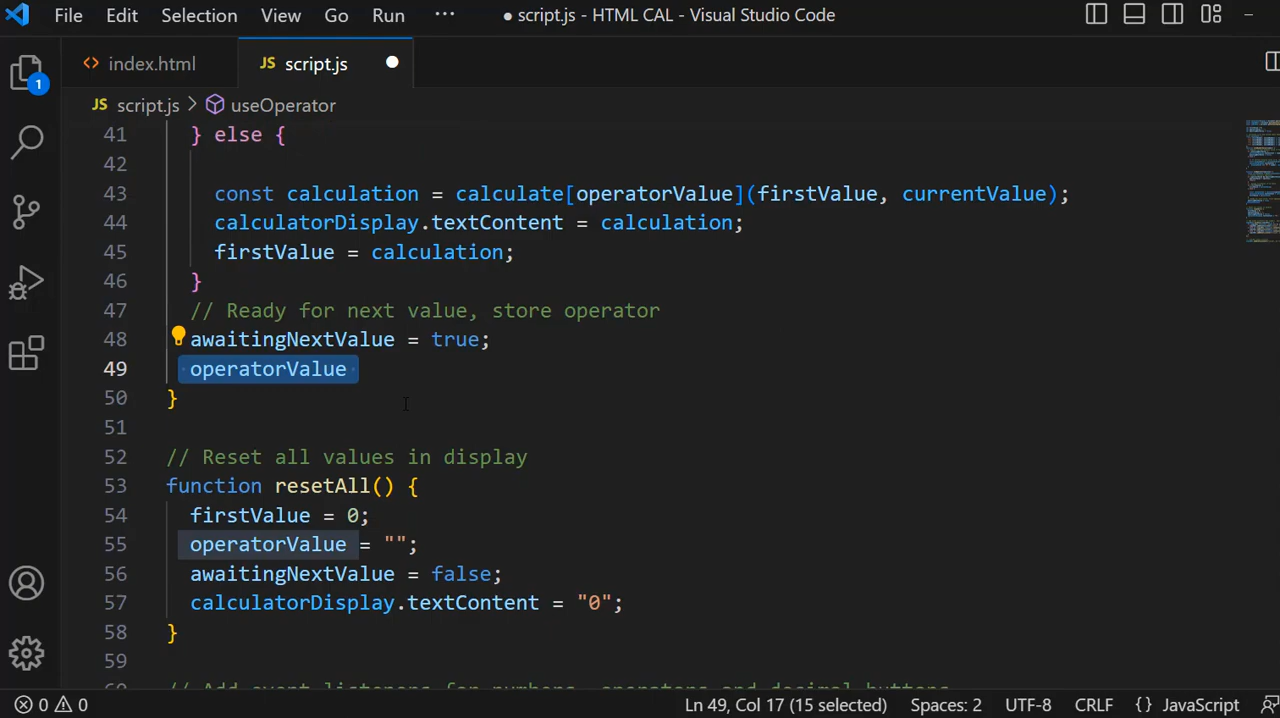 File Edit Selection View Go Run ··· ● script.js - HTML CAL - Visual Studio Code
<> index.html JS script.js ●
JS script.js > useOperator
1
41 } else {
42
43 const calculation = calculate[operatorValue](firstValue, currentValue);
44 calculatorDisplay.textContent = calculation;
45 firstValue = calculation;
46 }
47 // Ready for next value, store operator
48 awaitingNextValue = true;
49 operatorValue
50 }
51
52 // Reset all values in display
53 function resetAll() {
54 firstValue = 0;
55 operatorValue = "";
56 awaitingNextValue = false;
57 calculatorDisplay.textContent = "0";
58 }
59
60 // Add event listeners for numbers, operators and decimal buttons
0 0 Ln 49, Col 17 (15 selected) Spaces: 2 UTF-8 CRLF {} JavaScript